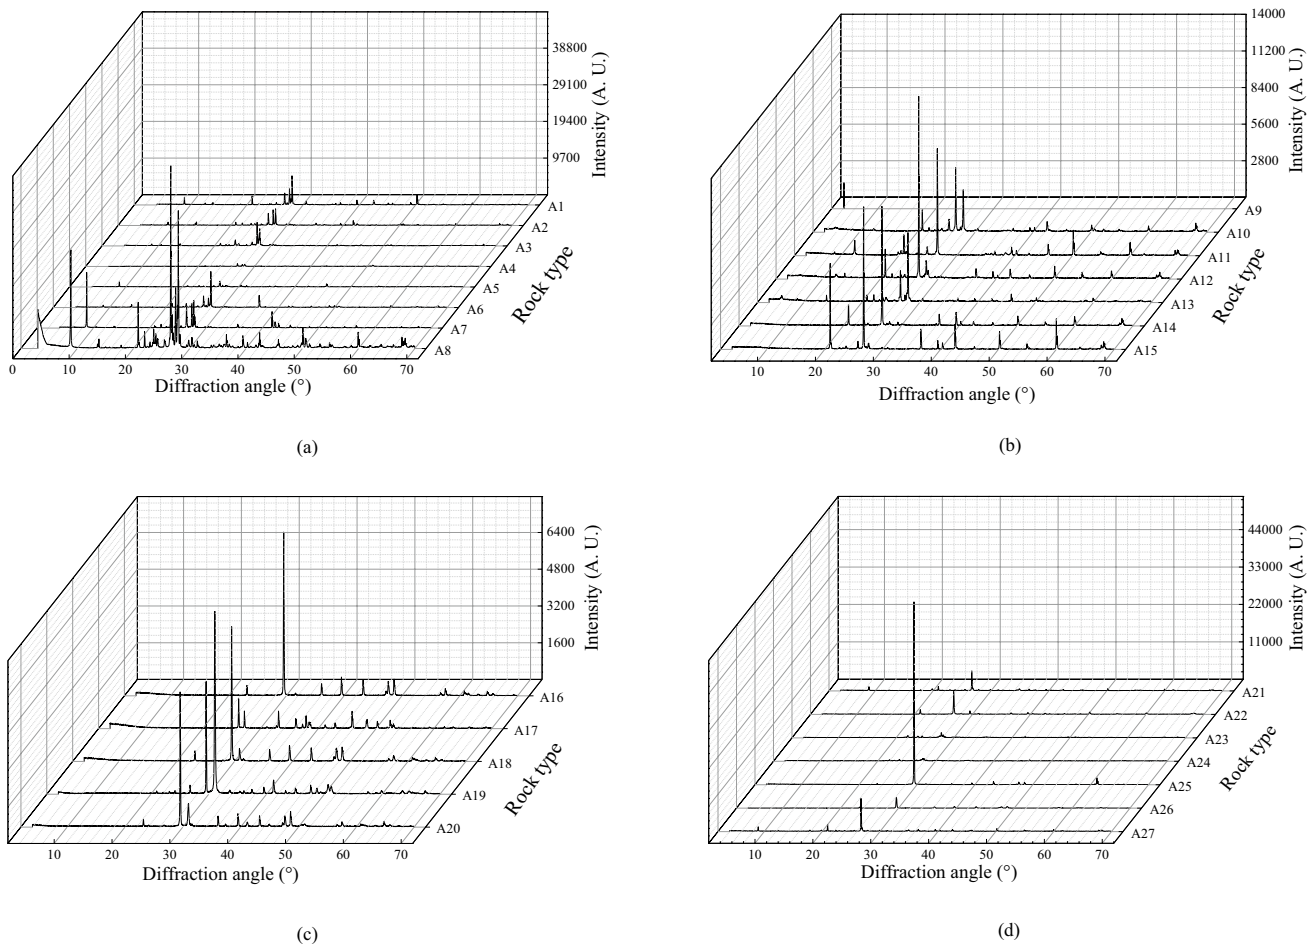 38800
29100
19400
9700
Intensity (A. U.)
A1
A2
A3
A4
A5
A6
A7
A8
Rock type
0 10 20 30 40 50 60 70
Diffraction angle (°)
(a)
14000
11200
8400
5600
2800
Intensity (A. U.)
A9
A10
A11
A12
A13
A14
A15
Rock type
10 20 30 40 50 60 70
Diffraction angle (°)
(b)
6400
4800
3200
1600
Intensity (A. U.)
A16
A17
A18
A19
A20
Rock type
10 20 30 40 50 60 70
Diffraction angle (°)
(c)
44000
33000
22000
11000
Intensity (A. U.)
A21
A22
A23
A24
A25
A26
A27
Rock type
10 20 30 40 50 60 70
Diffraction angle (°)
(d)